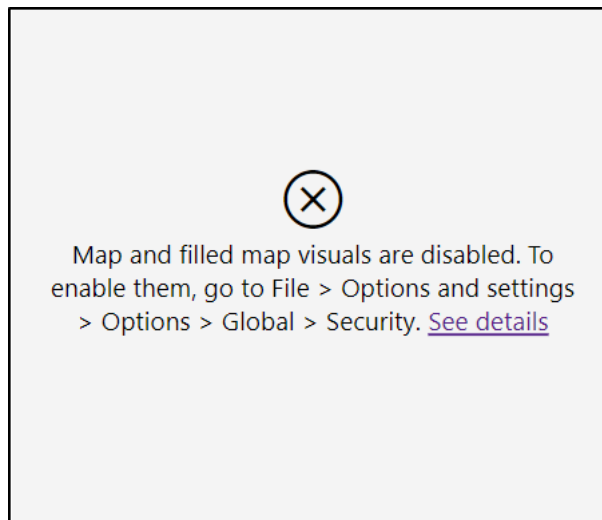 Map and filled map visuals are disabled. To
enable them, go to File > Options and settings
> Options > Global > Security. See details